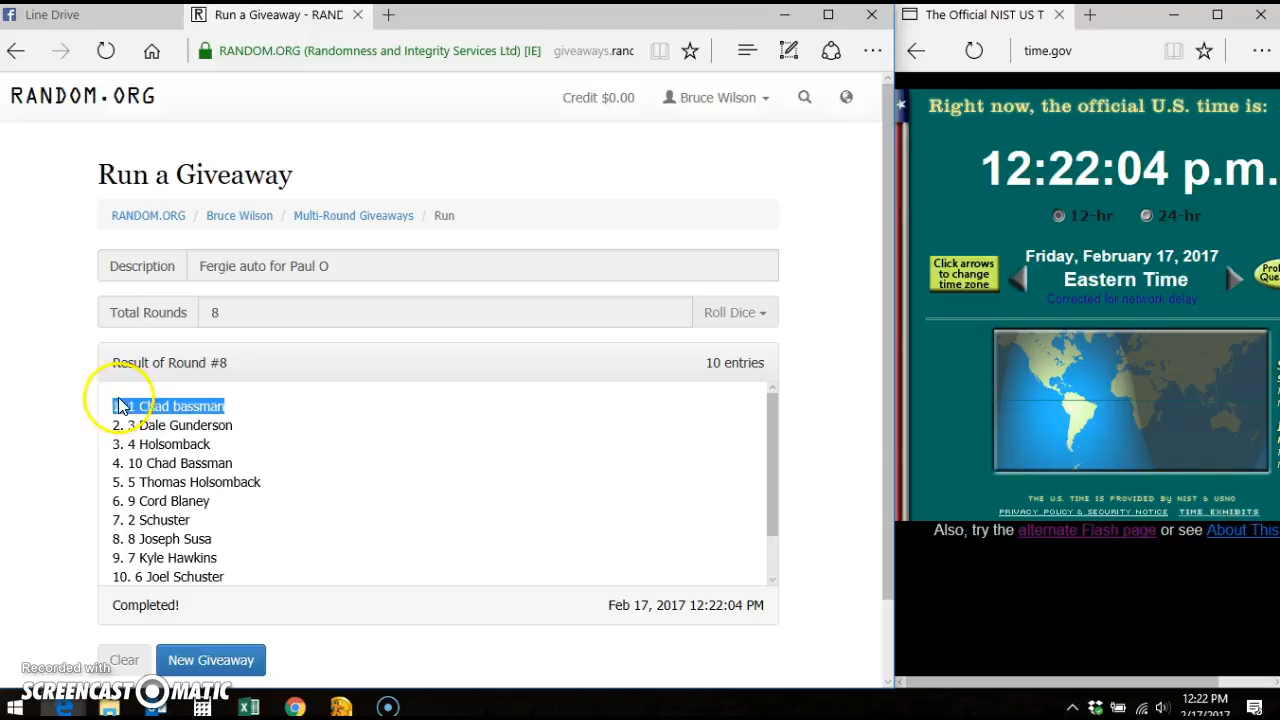 Line Drive
Run a Giveaway - RAND
The Official NIST US T
RANDOM.ORG (Randomness and Integrity Services Ltd) [IE]
giveaways.ranc
time.gov
RANDOM.ORG
Credit $0.00
Bruce Wilson
Run a Giveaway
RANDOM.ORG / Bruce Wilson / Multi-Round Giveaways / Run
Description
Fergie auto for Paul O
Total Rounds
8
Roll Dice
Result of Round #8
10 entries
1. 1 Chad bassman
2. 3 Dale Gunderson
3. 4 Holsomback
4. 10 Chad Bassman
5. 5 Thomas Holsomback
6. 9 Cord Blaney
7. 2 Schuster
8. 8 Joseph Susa
9. 7 Kyle Hawkins
10. 6 Joel Schuster
Completed!
Feb 17, 2017 12:22:04 PM
Clear
New Giveaway
Recorded with
SCREENCAST-O-MATIC
Right now, the official U.S. time is:
12:22:04 p.m.
12-hr
24-hr
Click arrows
to change
time zone
Friday, February 17, 2017
Eastern Time
Corrected for network delay
Prob
Que
THE U.S. TIME IS PROVIDED BY NIST & USNO
PRIVACY POLICY & SECURITY NOTICE
TIME EXHIBITS
Also, try the alternate Flash page or see About This
12:22 PM
2/17/2017